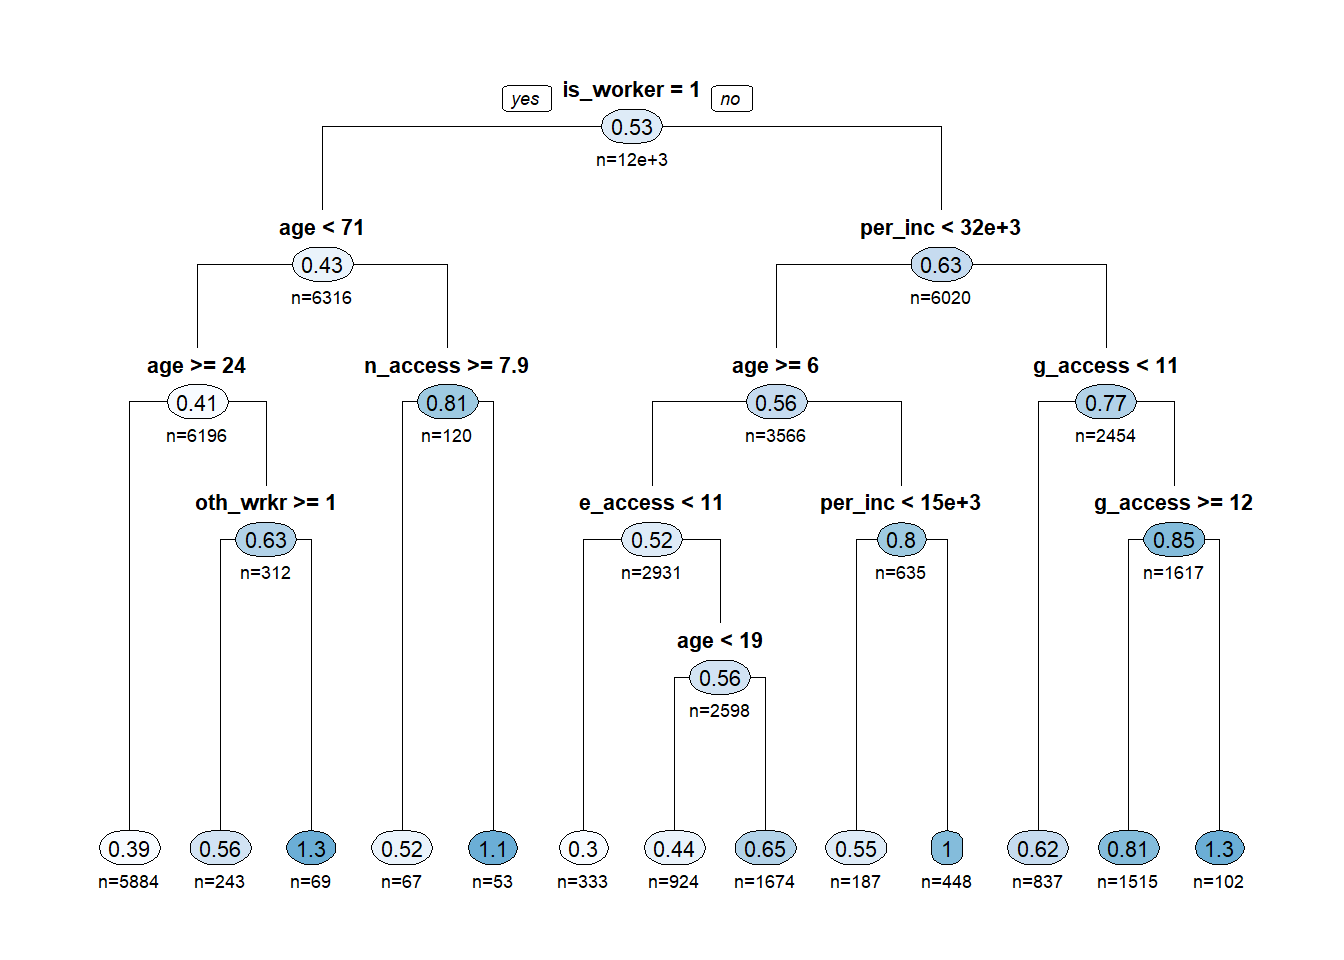 yes is_worker = 1 no
0.53
n=12e+3
age < 71 per_inc < 32e+3
0.43 0.63
n=6316 n=6020
age >= 24 n_access >= 7.9 age >= 6 g_access < 11
0.41 0.81 0.56 0.77
n=6196 n=120 n=3566 n=2454
oth_wrkr >= 1 e_access < 11 per_inc < 15e+3 g_access >= 12
0.63 0.52 0.8 0.85
n=312 n=2931 n=635 n=1617
age < 19
0.56
n=2598
0.39 0.56 1.3 0.52 1.1 0.3 0.44 0.65 0.55 1 0.62 0.81 1.3
n=5884 n=243 n=69 n=67 n=53 n=333 n=924 n=1674 n=187 n=448 n=837 n=1515 n=102